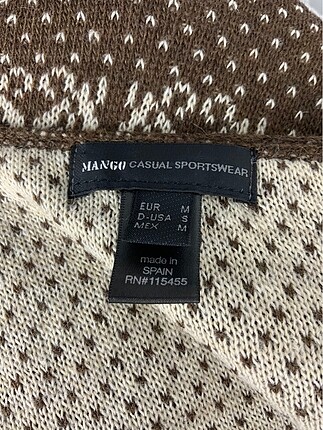 MANGO CASUAL SPORTSWEAR
EUR M
D-USA S
MEX M
made in
SPAIN
RN#115455